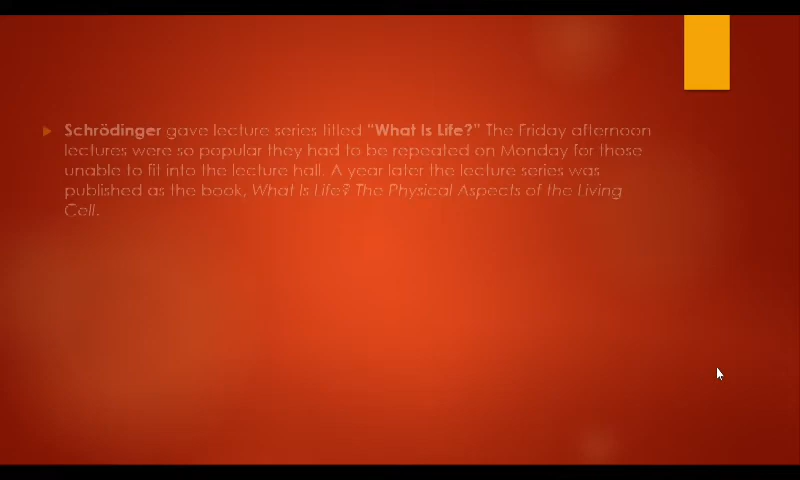 Schrödinger gave lecture series titled "What Is Life?" The Friday afternoon
lectures were so popular they had to be repeated on Monday for those
unable to fit into the lecture hall. A year later the lecture series was
published as the book, What Is Life? The Physical Aspects of the Living
Cell.